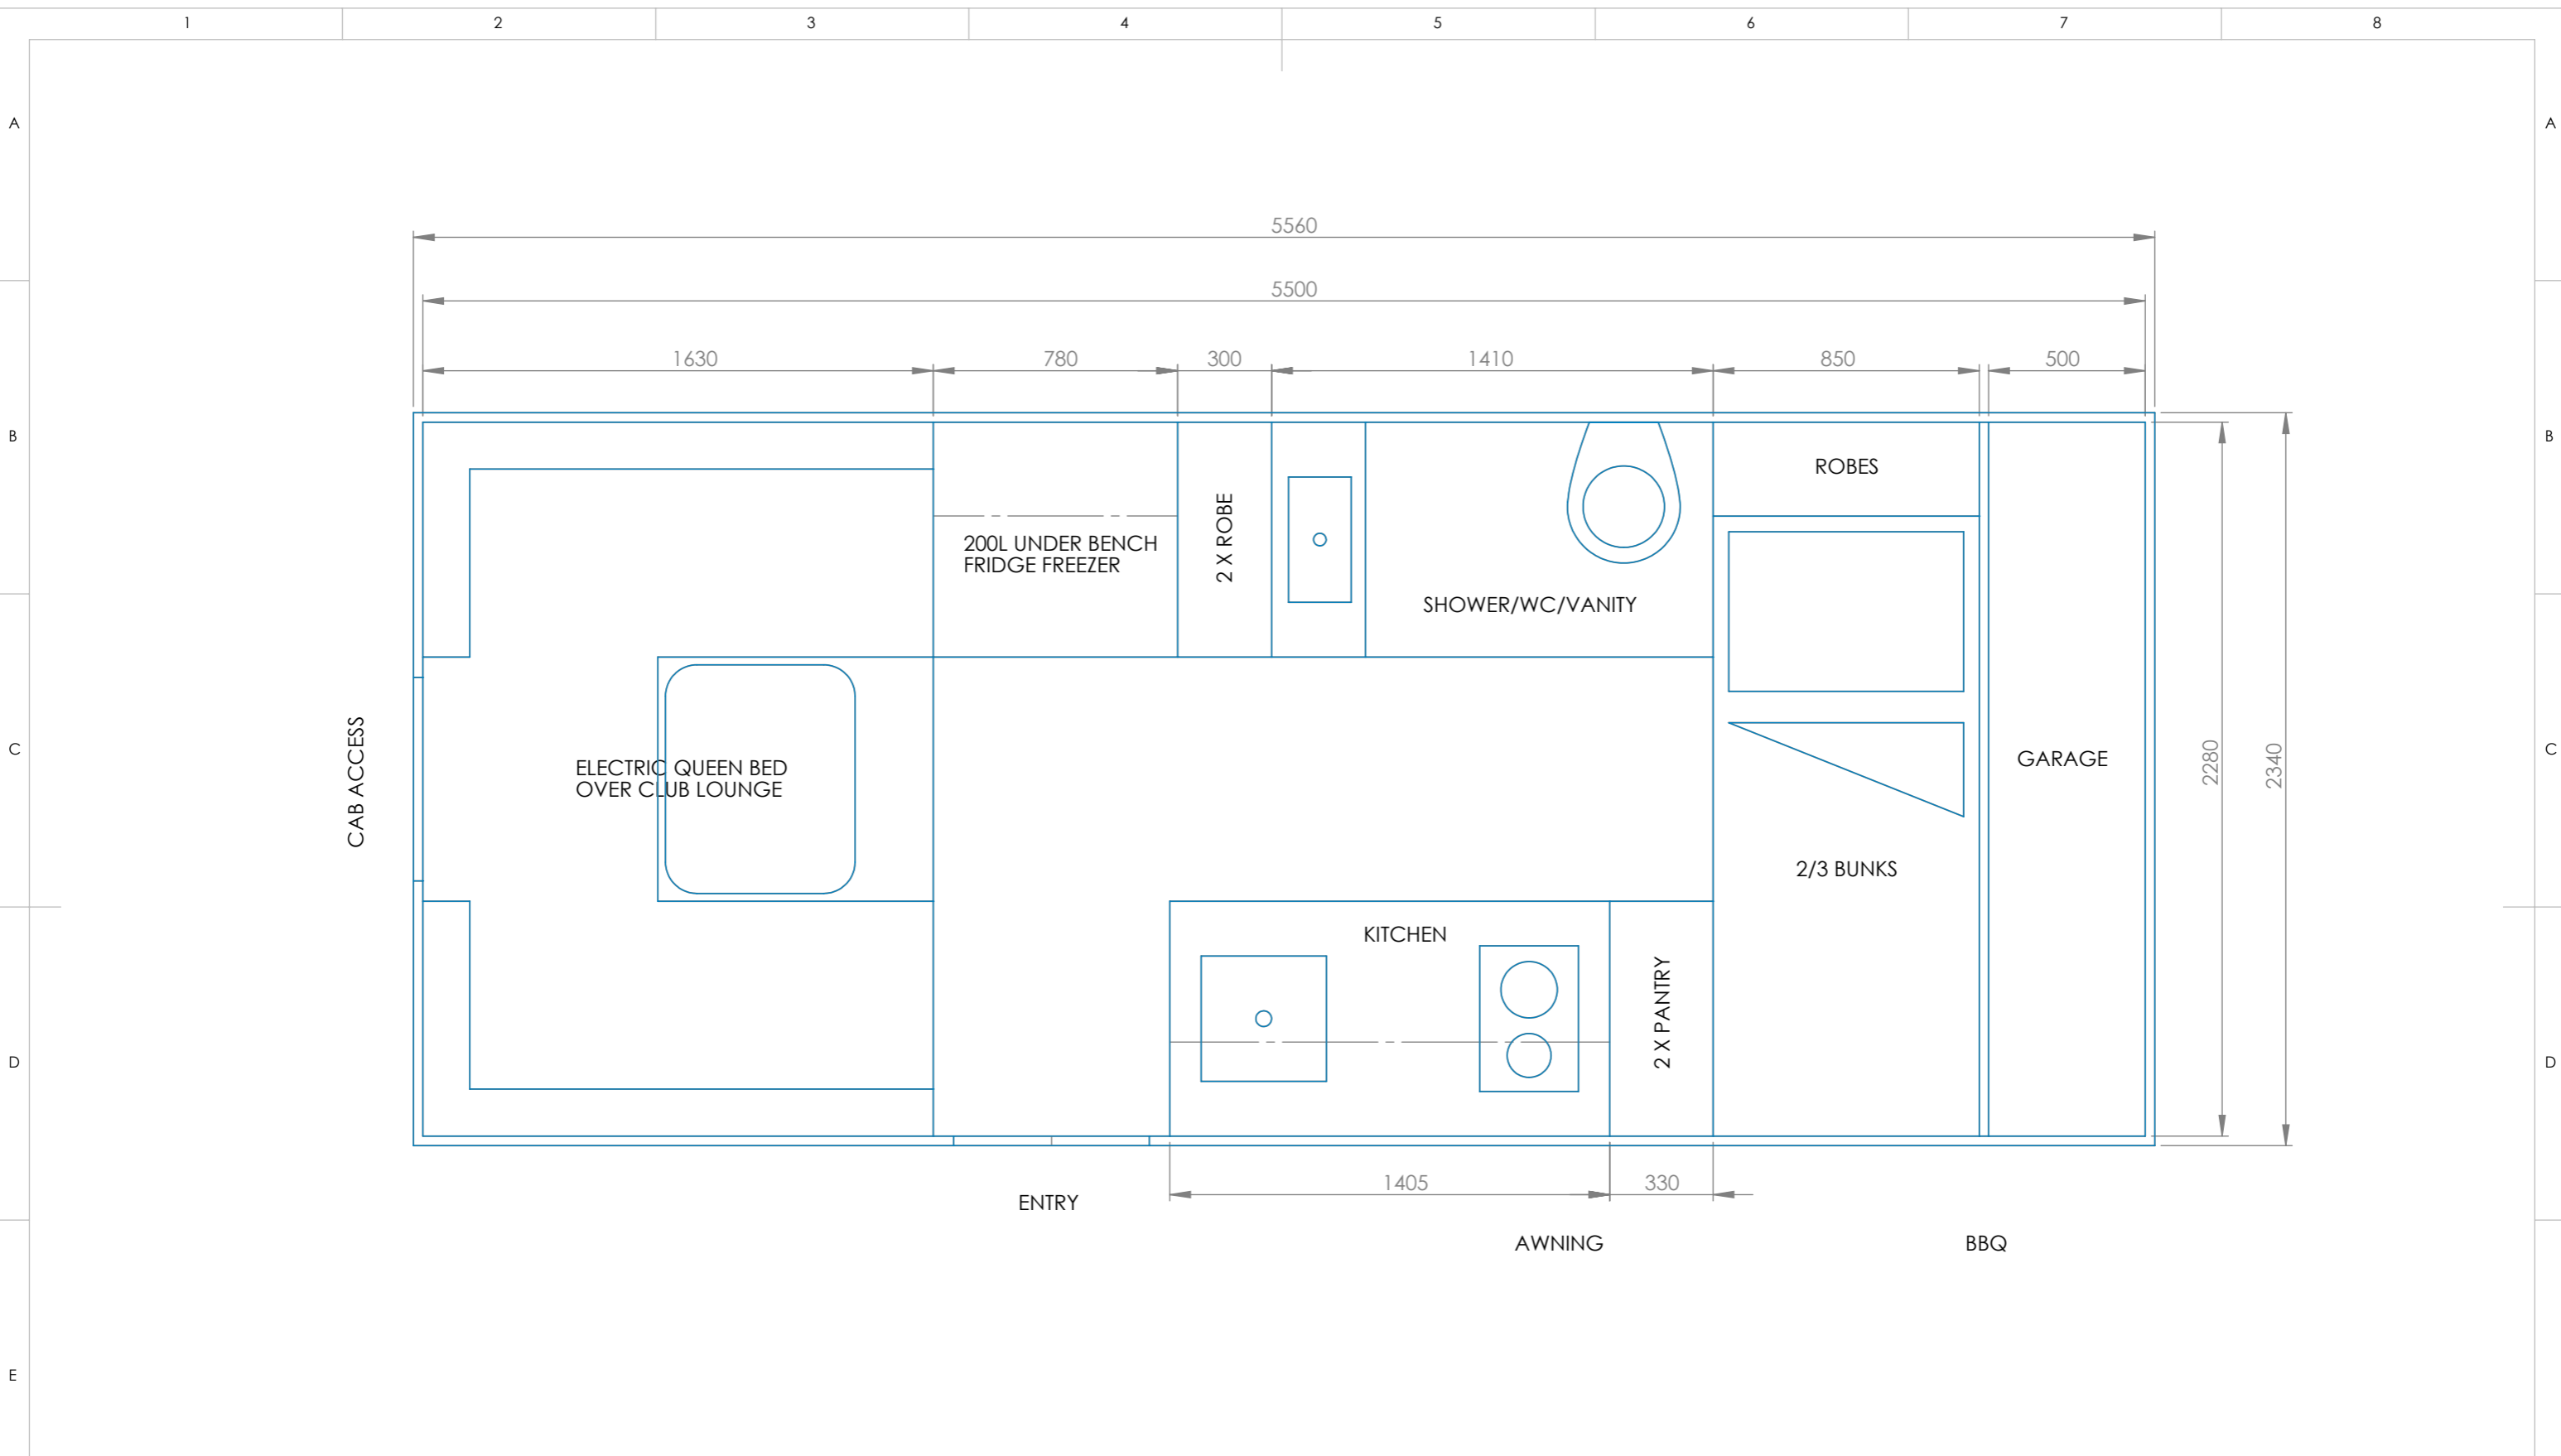 1 2 3 4 5 6 7 8
A A
5560
5500
1630 780 300 1410 850 500
B B
ROBES
2 X ROBE
200L UNDER BENCH
FRIDGE FREEZER
SHOWER/WC/VANITY
C C
CAB ACCESS
ELECTRIC QUEEN BED
OVER CLUB LOUNGE
GARAGE
2280
2340
2/3 BUNKS
KITCHEN
2 X PANTRY
D D
1405 330
ENTRY
AWNING BBQ
E E